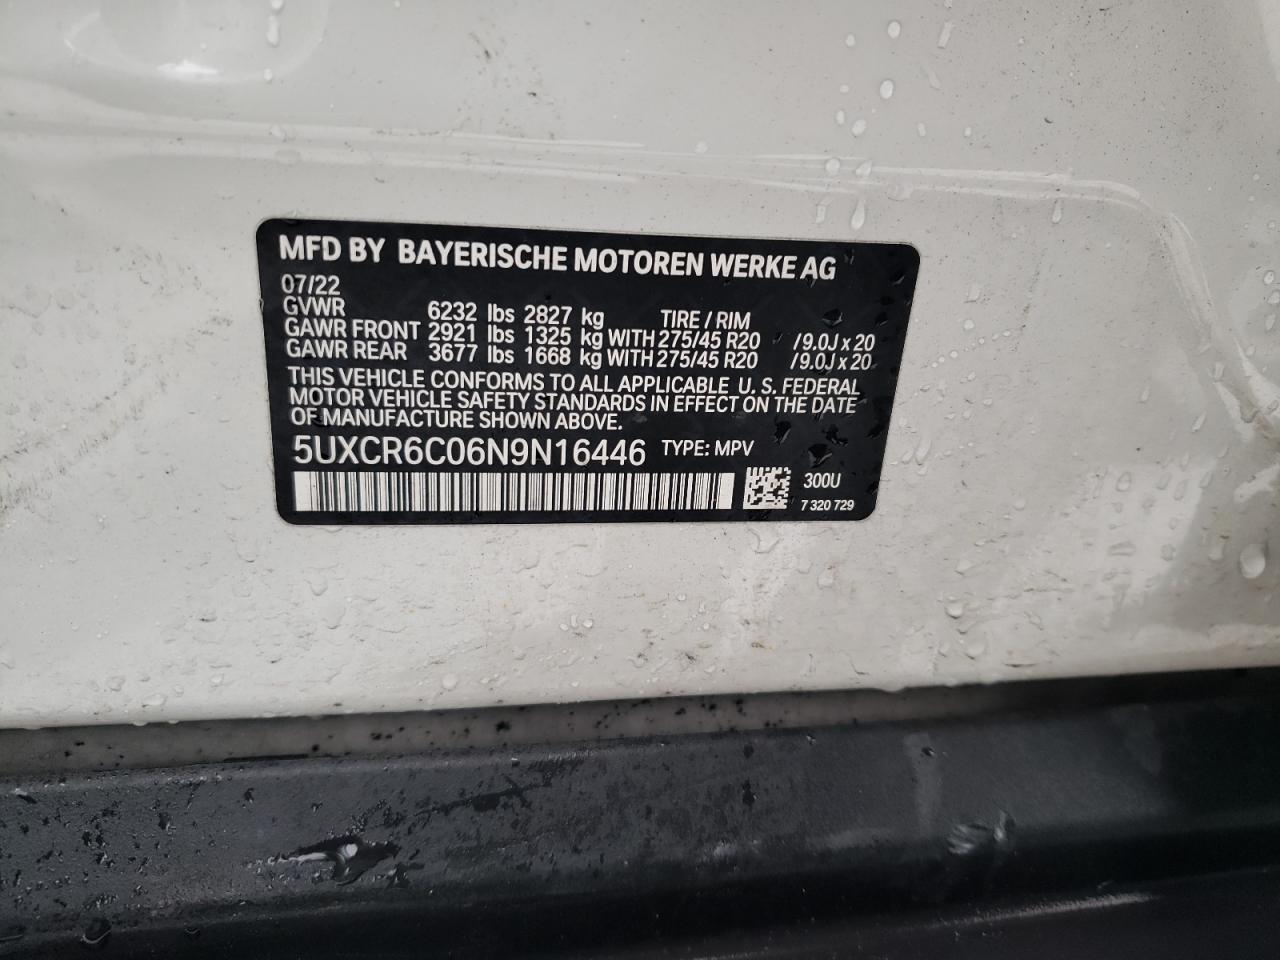 MFD BY BAYERISCHE MOTOREN WERKE AG
07/22
GVWR 6232 lbs 2827 kg TIRE / RIM
GAWR FRONT 2921 lbs 1325 kg WITH 275/45 R20 /9.0J x 20
GAWR REAR 3677 lbs 1668 kg WITH 275/45 R20 /9.0J x 20
THIS VEHICLE CONFORMS TO ALL APPLICABLE U. S. FEDERAL
MOTOR VEHICLE SAFETY STANDARDS IN EFFECT ON THE DATE
OF MANUFACTURE SHOWN ABOVE.
5UXCR6C06N9N16446 TYPE: MPV
300U
7 320 729